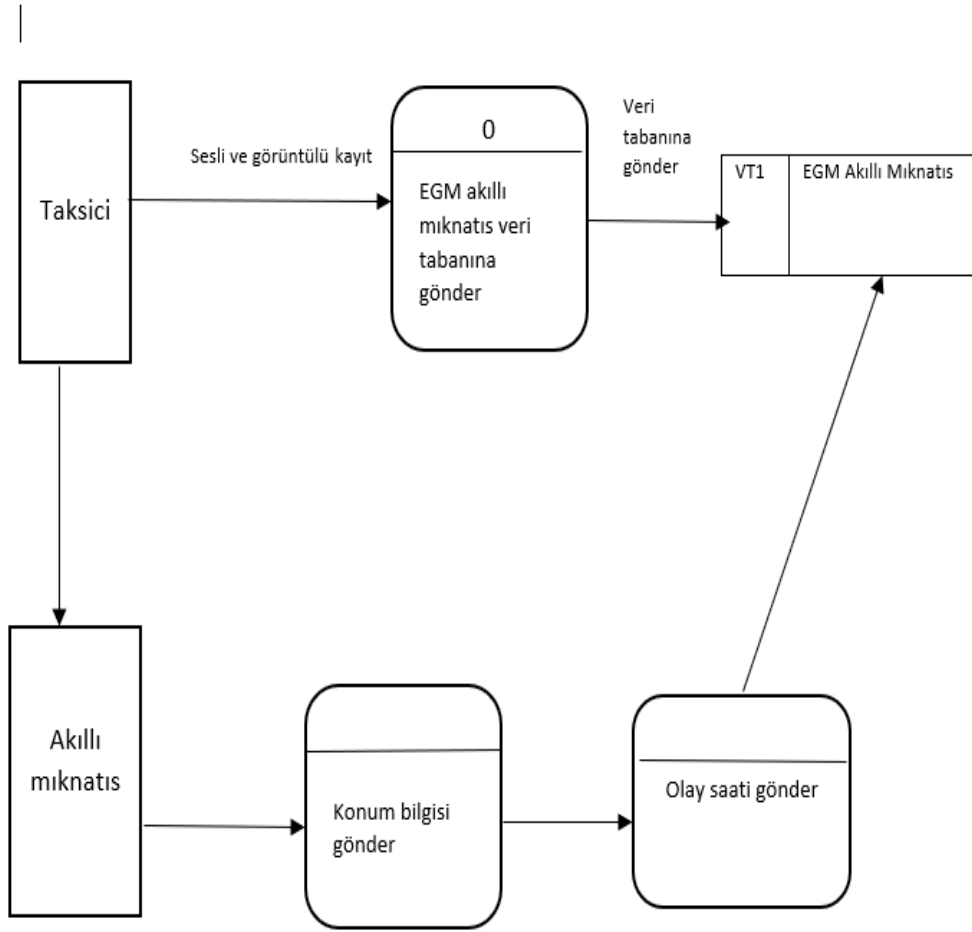 Taksici
Sesli ve görüntülü kayıt
0
EGM akıllı
mıknatıs veri
tabanına
gönder
Veri
tabanına
gönder
VT1
EGM Akıllı Mıknatıs
Akıllı
mıknatıs
Konum bilgisi
gönder
Olay saati gönder